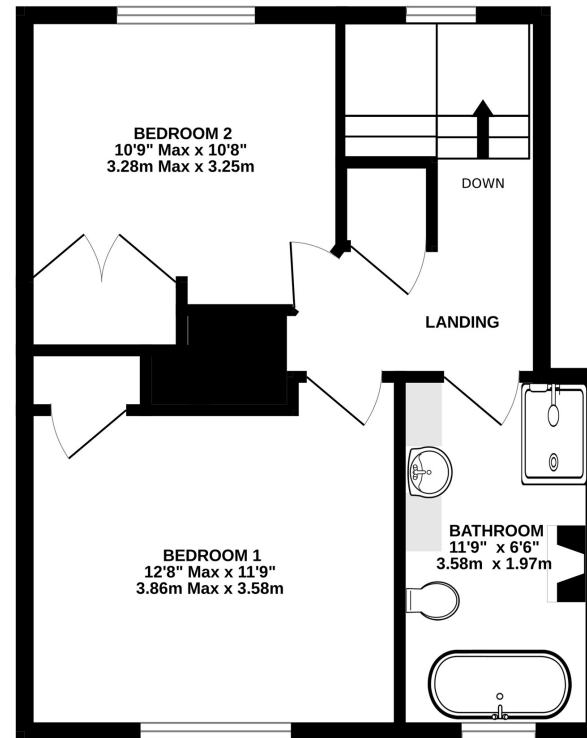 BEDROOM 2
10'9" Max x 10'8"
3.28m Max x 3.25m
DOWN
LANDING
BEDROOM 1
12'8" Max x 11'9"
3.86m Max x 3.58m
BATHROOM
11'9" x 6'6"
3.58m x 1.97m